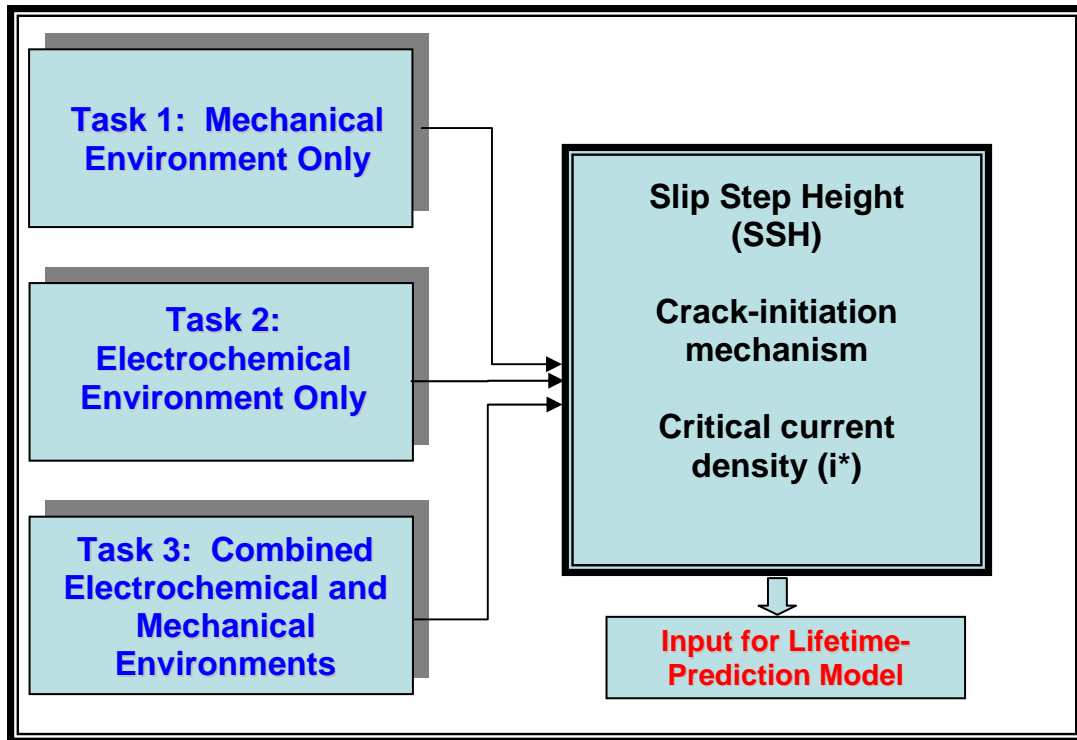 Task 1: Mechanical
Environment Only
Task 2:
Electrochemical
Environment Only
Task 3: Combined
Electrochemical and
Mechanical
Environments
Slip Step Height
(SSH)
Crack-initiation
mechanism
Critical current
density (i*)
Input for Lifetime-
Prediction Model